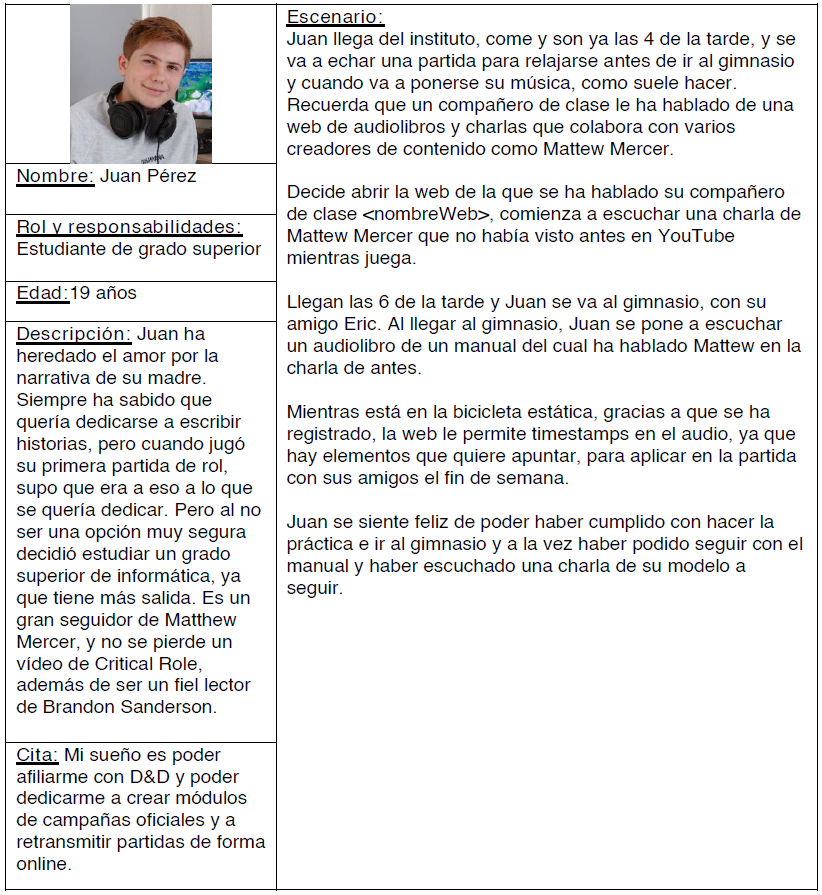 Nombre: Juan Pérez
Rol y responsabilidades:
Estudiante de grado superior
Edad:19 años
Descripción: Juan ha
heredado el amor por la
narrativa de su madre.
Siempre ha sabido que
quería dedicarse a escribir
historias, pero cuando jugó
su primera partida de rol,
supo que era a eso a lo que
se quería dedicar. Pero al no
ser una opción muy segura
decidió estudiar un grado
superior de informática, ya
que tiene más salida. Es un
gran seguidor de Matthew
Mercer, y no se pierde un
vídeo de Critical Role,
además de ser un fiel lector
de Brandon Sanderson.
Cita: Mi sueño es poder
afiliarme con D&D y poder
dedicarme a crear módulos
de campañas oficiales y a
retransmitir partidas de forma
online.
Escenario:
Juan llega del instituto, come y son ya las 4 de la tarde, y se
va a echar una partida para relajarse antes de ir al gimnasio
y cuando va a ponerse su música, como suele hacer.
Recuerda que un compañero de clase le ha hablado de una
web de audiolibros y charlas que colabora con varios
creadores de contenido como Mattew Mercer.
Decide abrir la web de la que se ha hablado su compañero
de clase <nombreWeb>, comienza a escuchar una charla de
Mattew Mercer que no había visto antes en YouTube
mientras juega.
Llegan las 6 de la tarde y Juan se va al gimnasio, con su
amigo Eric. Al llegar al gimnasio, Juan se pone a escuchar
un audiolibro de un manual del cual ha hablado Mattew en la
charla de antes.
Mientras está en la bicicleta estática, gracias a que se ha
registrado, la web le permite timestamps en el audio, ya que
hay elementos que quiere apuntar, para aplicar en la partida
con sus amigos el fin de semana.
Juan se siente feliz de poder haber cumplido con hacer la
práctica e ir al gimnasio y a la vez haber podido seguir con el
manual y haber escuchado una charla de su modelo a
seguir.